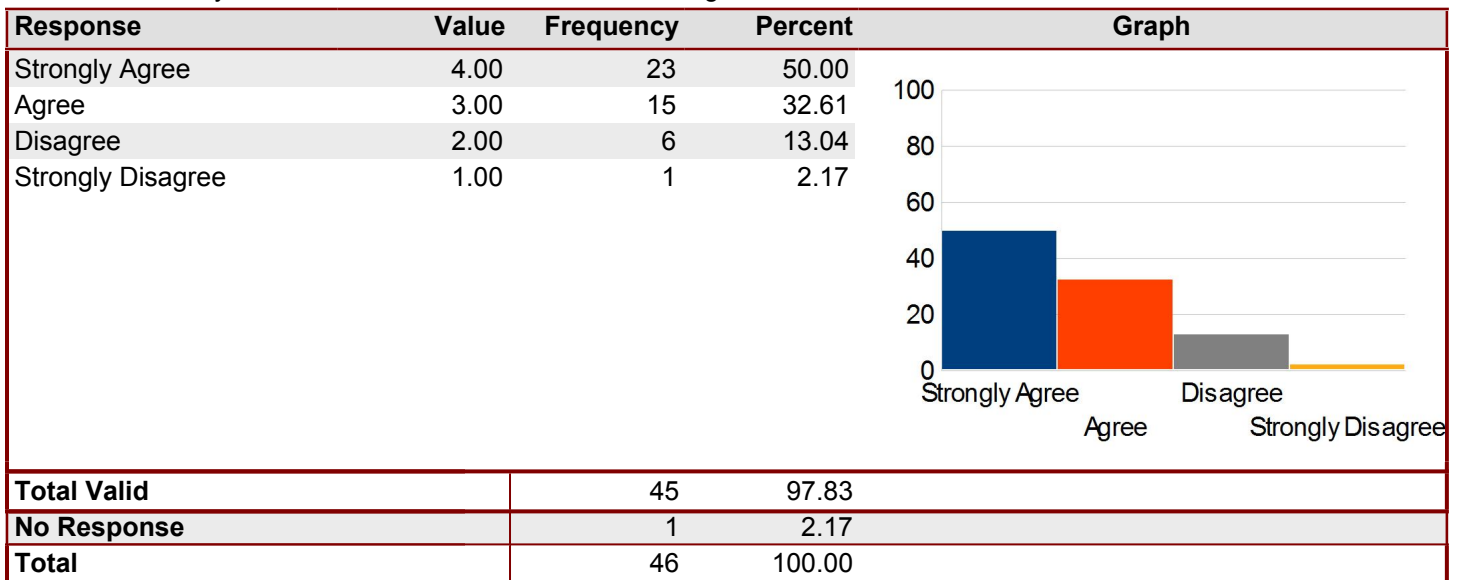 Response Value Frequency Percent Graph
Strongly Agree 4.00 23 50.00
Agree 3.00 15 32.61
Disagree 2.00 6 13.04
Strongly Disagree 1.00 1 2.17
100
80
60
40
20
0
Strongly Agree Disagree
Agree Strongly Disagree
Total Valid 45 97.83
No Response 1 2.17
Total 46 100.00